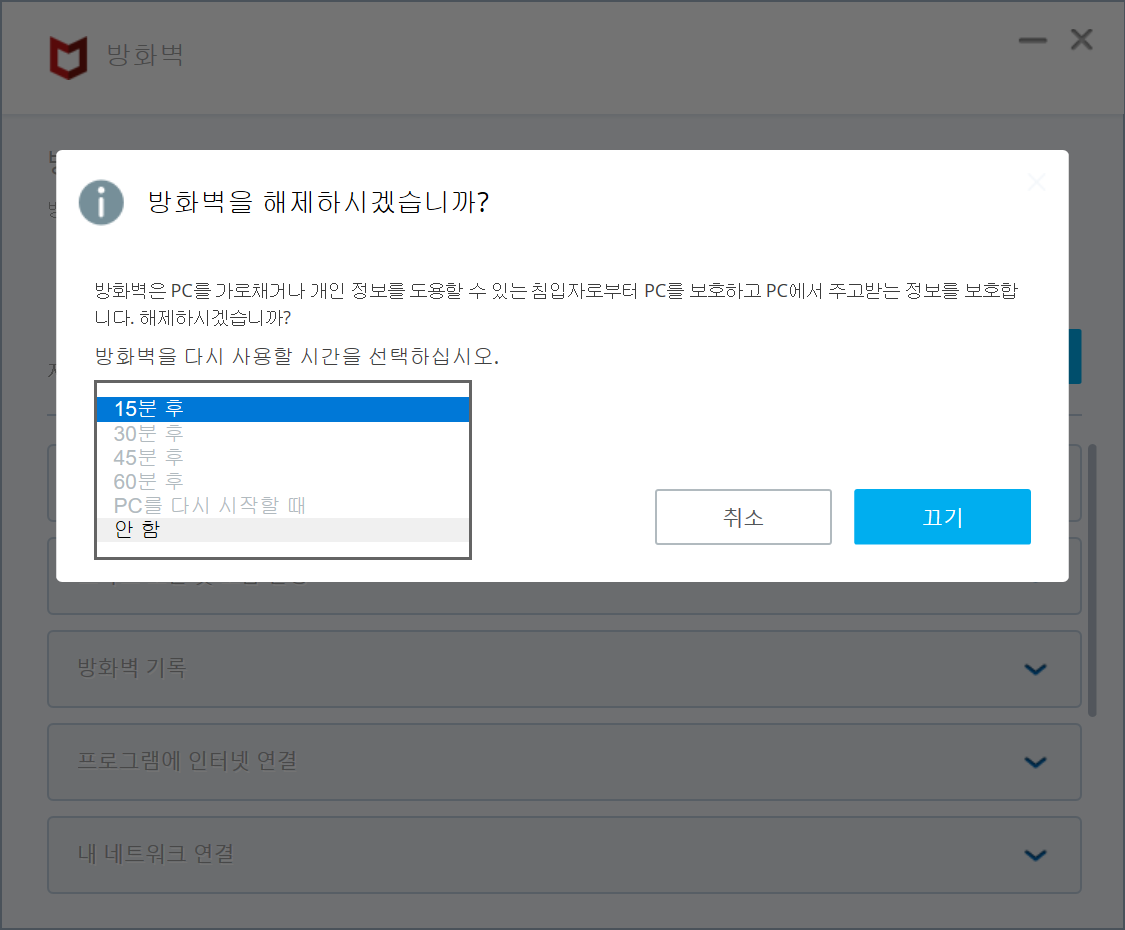 방화벽
방화벽을 해제하시겠습니까?
방화벽은 PC를 가로채거나 개인 정보를 도용할 수 있는 침입자로부터 PC를 보호하고 PC에서 주고받는 정보를 보호합
니다. 해제하시겠습니까?
방화벽을 다시 사용할 시간을 선택하십시오.
15분 후
30분 후
45분 후
60분 후
PC를 다시 시작할 때
안 함
취소
끄기
방화벽 기록
프로그램에 인터넷 연결
내 네트워크 연결